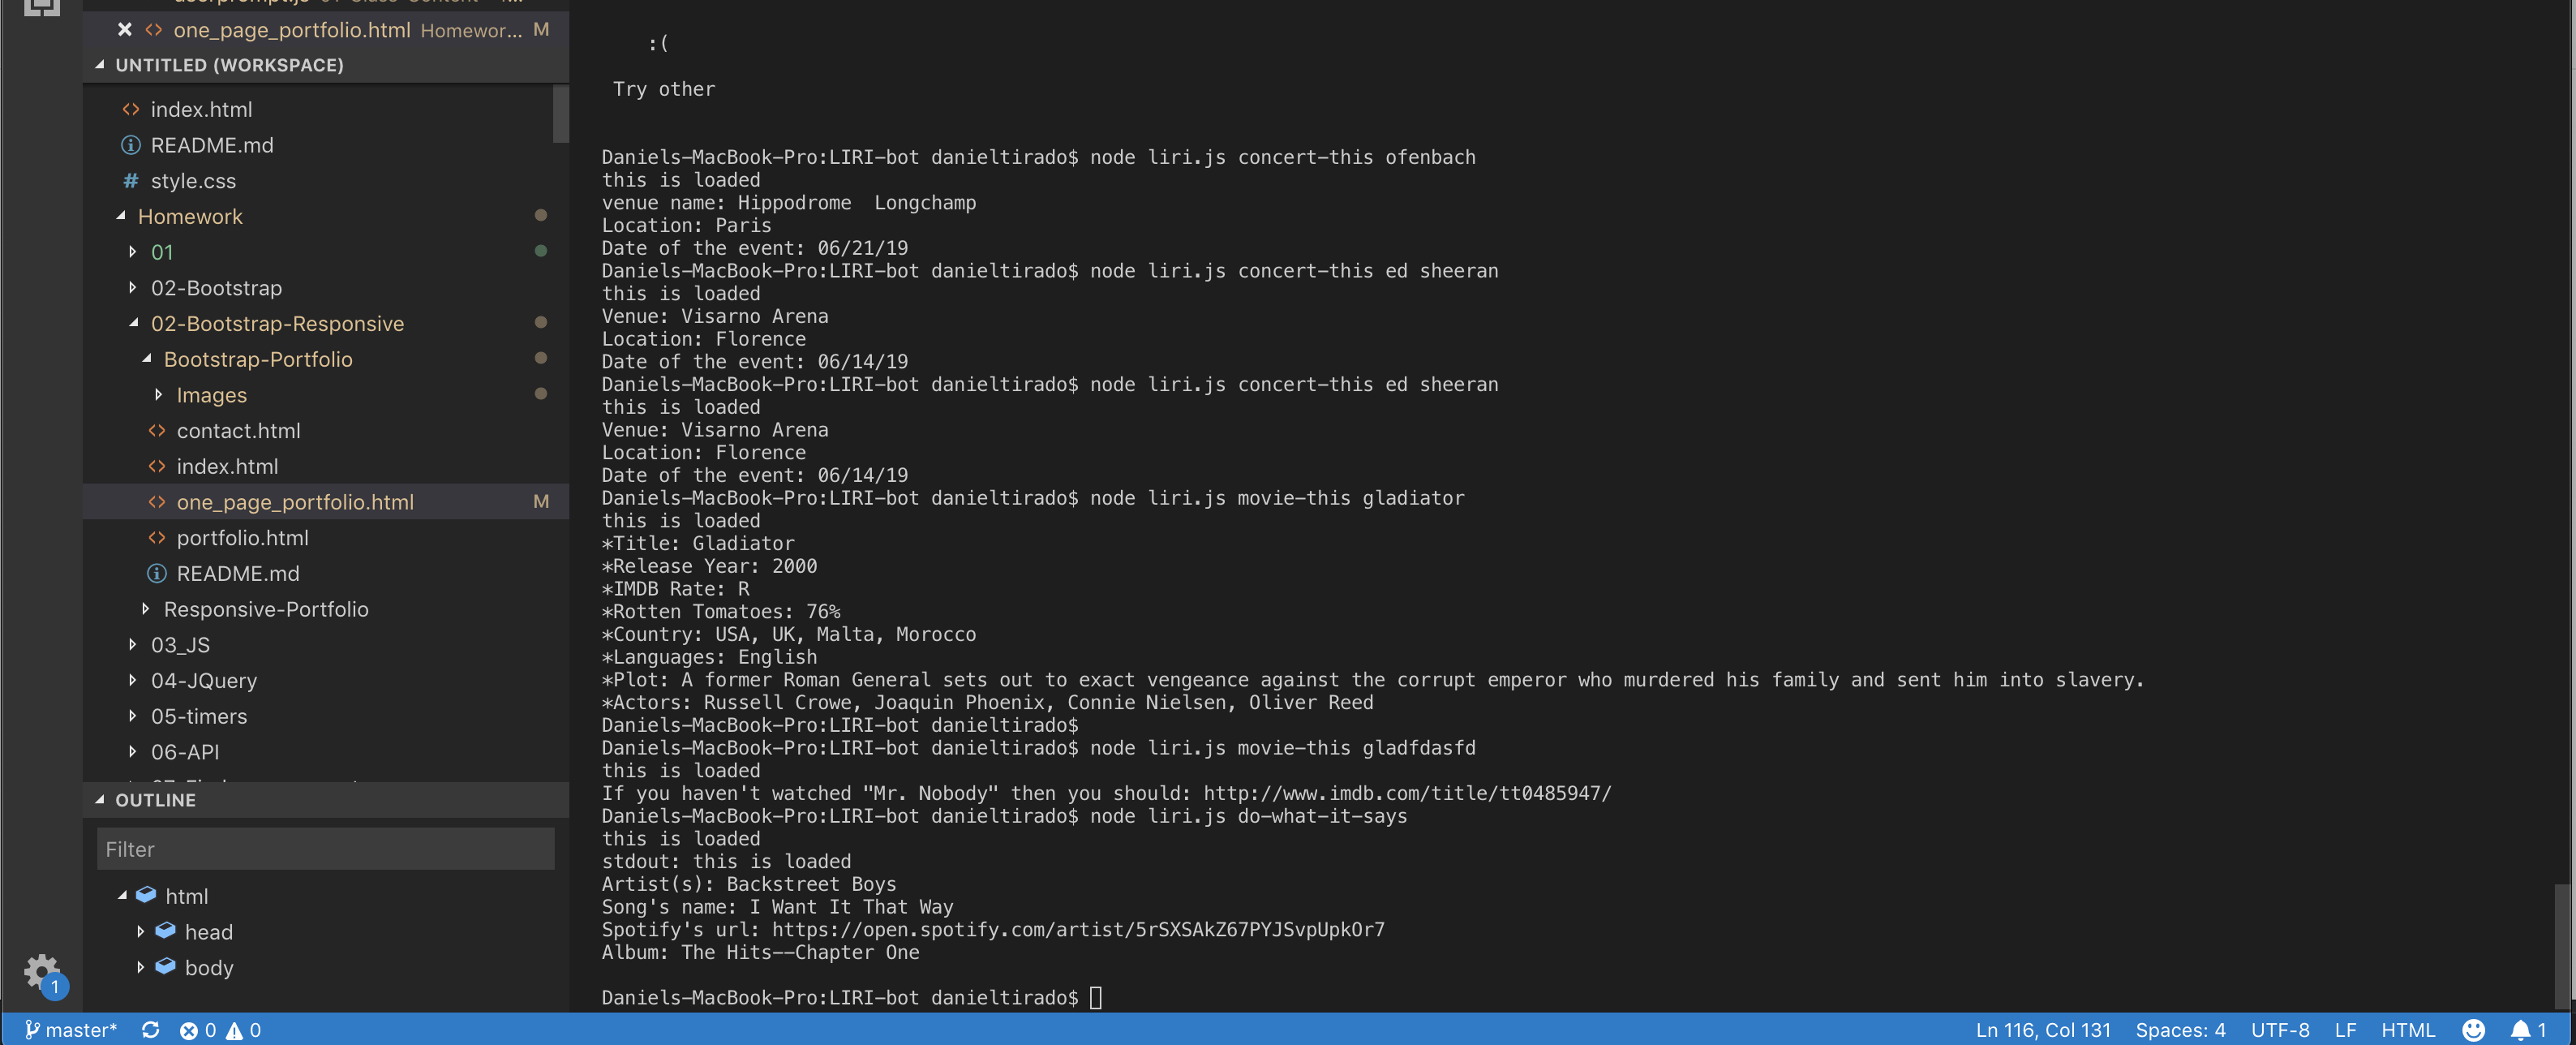 one_page_portfolio.html Homewor... M
UNTITLED (WORKSPACE)
index.html
README.md
style.css
Homework
01
02-Bootstrap
02-Bootstrap-Responsive
Bootstrap-Portfolio
Images
contact.html
index.html
one_page_portfolio.html M
portfolio.html
README.md
Responsive-Portfolio
03_JS
04-JQuery
05-timers
06-API
OUTLINE
Filter
html
head
body
1
:(
Try other
Daniels-MacBook-Pro:LIRI-bot danieltirado$ node liri.js concert-this ofenbach
this is loaded
venue name: Hippodrome  Longchamp
Location: Paris
Date of the event: 06/21/19
Daniels-MacBook-Pro:LIRI-bot danieltirado$ node liri.js concert-this ed sheeran
this is loaded
Venue: Visarno Arena
Location: Florence
Date of the event: 06/14/19
Daniels-MacBook-Pro:LIRI-bot danieltirado$ node liri.js concert-this ed sheeran
this is loaded
Venue: Visarno Arena
Location: Florence
Date of the event: 06/14/19
Daniels-MacBook-Pro:LIRI-bot danieltirado$ node liri.js movie-this gladiator
this is loaded
*Title: Gladiator
*Release Year: 2000
*IMDB Rate: R
*Rotten Tomatoes: 76%
*Country: USA, UK, Malta, Morocco
*Languages: English
*Plot: A former Roman General sets out to exact vengeance against the corrupt emperor who murdered his family and sent him into slavery.
*Actors: Russell Crowe, Joaquin Phoenix, Connie Nielsen, Oliver Reed
Daniels-MacBook-Pro:LIRI-bot danieltirado$
Daniels-MacBook-Pro:LIRI-bot danieltirado$ node liri.js movie-this gladfdasfd
this is loaded
If you haven't watched "Mr. Nobody" then you should: http://www.imdb.com/title/tt0485947/
Daniels-MacBook-Pro:LIRI-bot danieltirado$ node liri.js do-what-it-says
this is loaded
stdout: this is loaded
Artist(s): Backstreet Boys
Song's name: I Want It That Way
Spotify's url: https://open.spotify.com/artist/5rSXSAkZ67PYJSvpUpkOr7
Album: The Hits--Chapter One
Daniels-MacBook-Pro:LIRI-bot danieltirado$
master* 0 0 Ln 116, Col 131 Spaces: 4 UTF-8 LF HTML 1